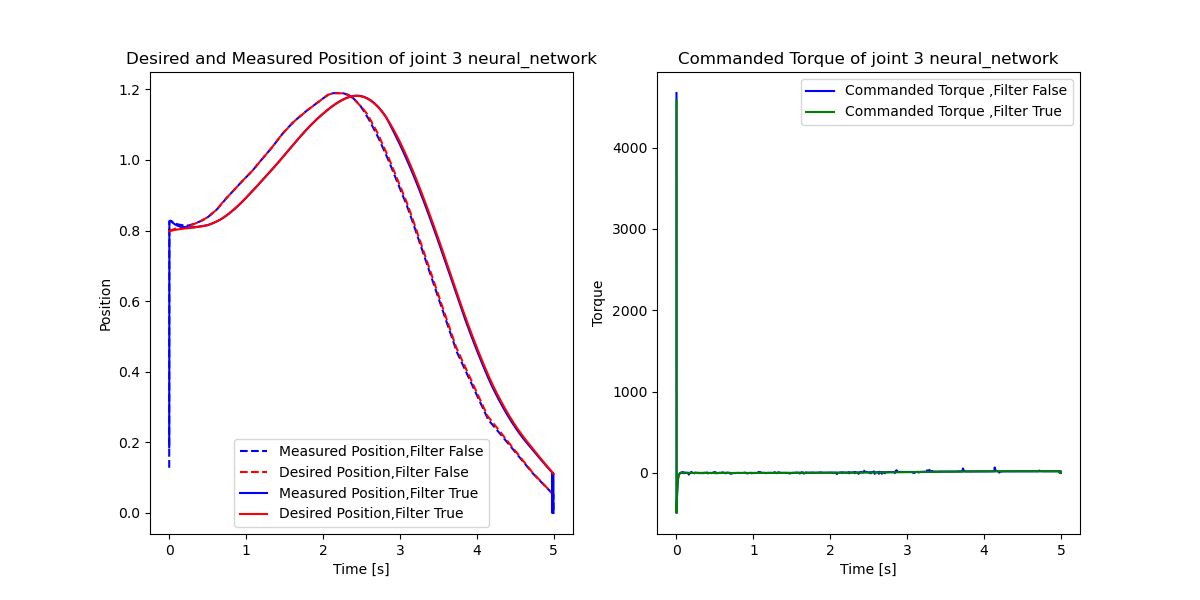 Desired and Measured Position of joint 3 neural_network
1.2
1.0
0.8
0.6
0.4
0.2
0.0
Position
Measured Position,Filter False
Desired Position,Filter False
Measured Position,Filter True
Desired Position,Filter True
0 1 2 3 4 5
Time [s]
Commanded Torque of joint 3 neural_network
Commanded Torque ,Filter False
Commanded Torque ,Filter True
4000
3000
2000
1000
0
Torque
0 1 2 3 4 5
Time [s]